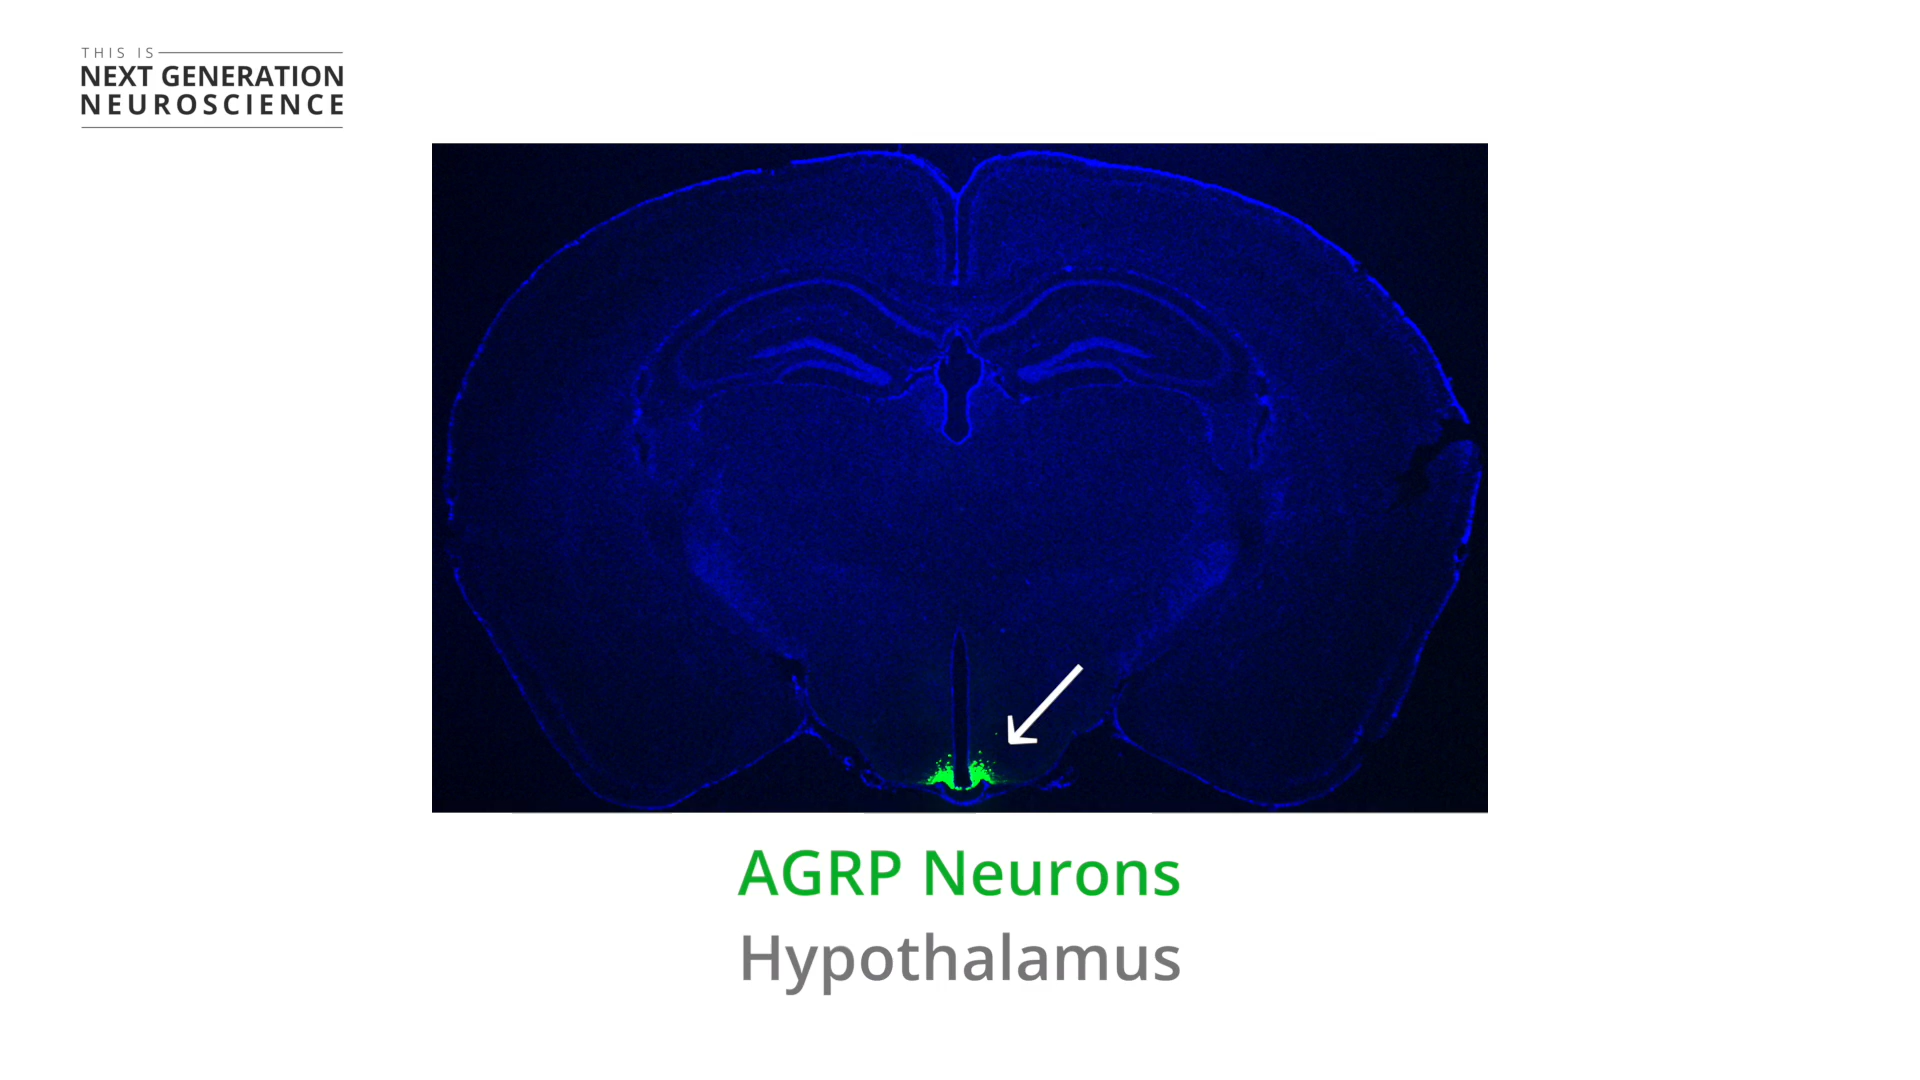 THIS IS
NEXT GENERATION
NEUROSCIENCE
AGRP Neurons
Hypothalamus